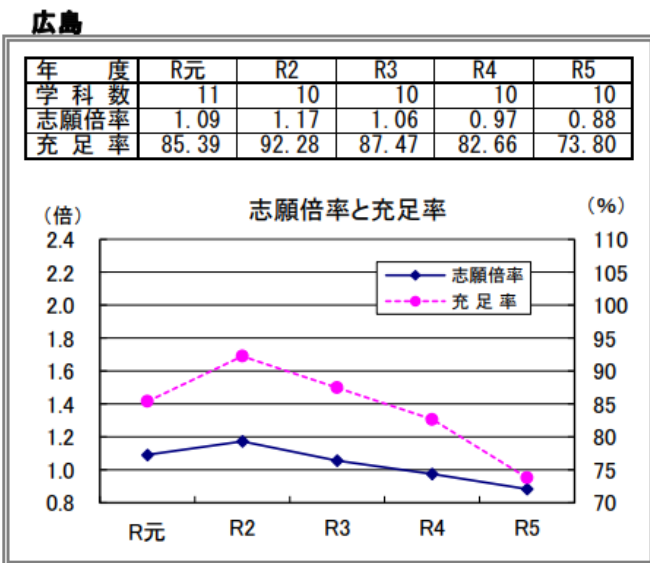 広島
年度 R元 R2 R3 R4 R5
学科数 11 10 10 10 10
志願倍率 1.09 1.17 1.06 0.97 0.88
充足率 85.39 92.28 87.47 82.66 73.80
志願倍率と充足率
(倍) (%)
2.4 110
2.2 105
2.0 100
1.8 95
1.6 90
1.4 85
1.2 80
1.0 75
0.8 70
志願倍率
充足率
R元 R2 R3 R4 R5